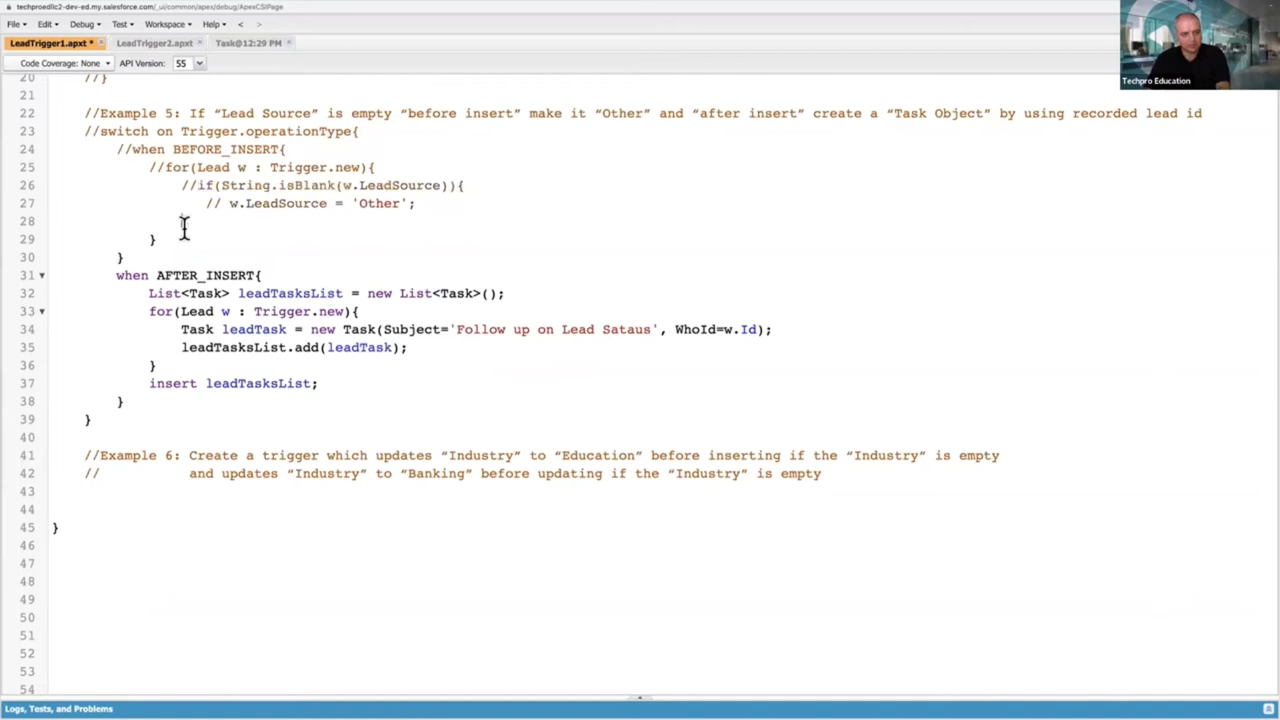 techproedllc2-dev-ed.my.salesforce.com/_ui/common/apex/debug/ApexCSIPage
File Edit Debug Test Workspace Help < >
LeadTrigger1.apxt * LeadTrigger2.apxt Task@12:29 PM
Code Coverage: None API Version: 55
Techpro Education
20 //}
21
22 //Example 5: If “Lead Source” is empty “before insert” make it “Other” and “after insert” create a “Task Object” by using recorded lead id
23 //switch on Trigger.operationType{
24 //when BEFORE_INSERT{
25 //for(Lead w : Trigger.new){
26 //if(String.isBlank(w.LeadSource)){
27 // w.LeadSource = 'Other';
28
29 }
30 }
31 when AFTER_INSERT{
32 List<Task> leadTasksList = new List<Task>();
33 for(Lead w : Trigger.new){
34 Task leadTask = new Task(Subject='Follow up on Lead Sataus', WhoId=w.Id);
35 leadTasksList.add(leadTask);
36 }
37 insert leadTasksList;
38 }
39 }
40
41 //Example 6: Create a trigger which updates “Industry” to “Education” before inserting if the “Industry” is empty
42 // and updates “Industry” to “Banking” before updating if the “Industry” is empty
43
44
45 }
46
47
48
49
50
51
52
53
54
Logs, Tests, and Problems